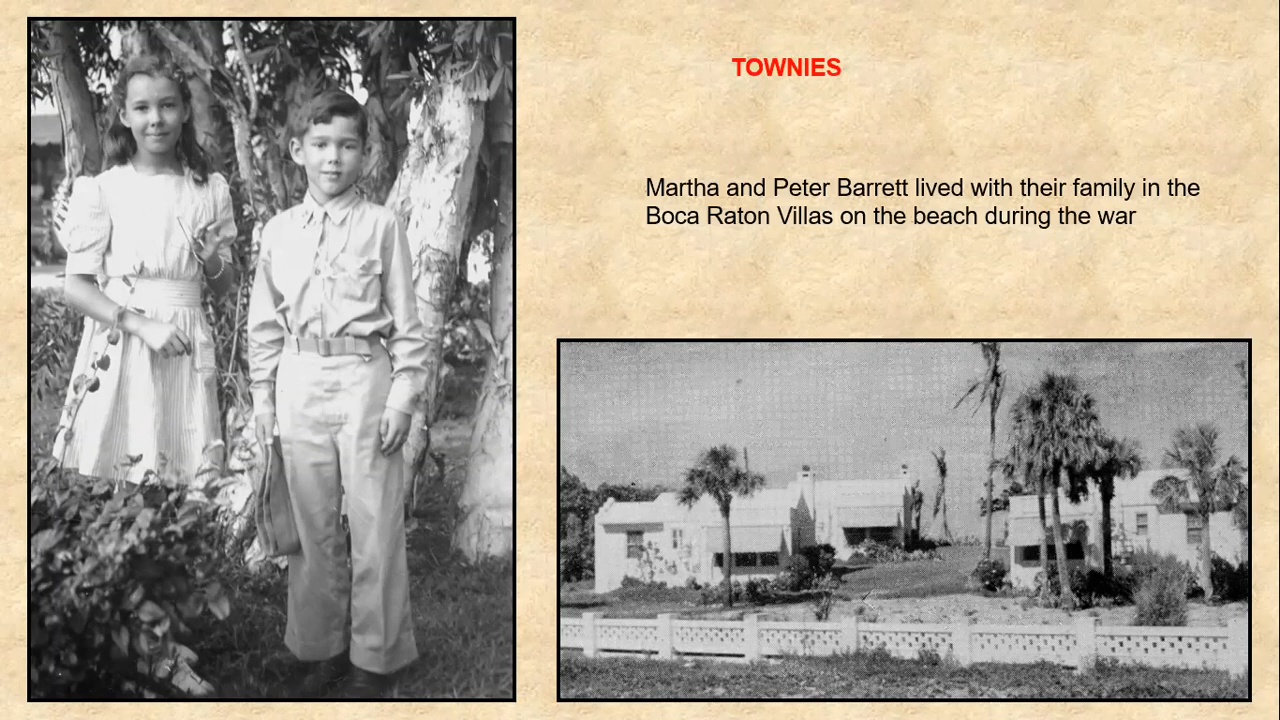 TOWNIES
Martha and Peter Barrett lived with their family in the
Boca Raton Villas on the beach during the war